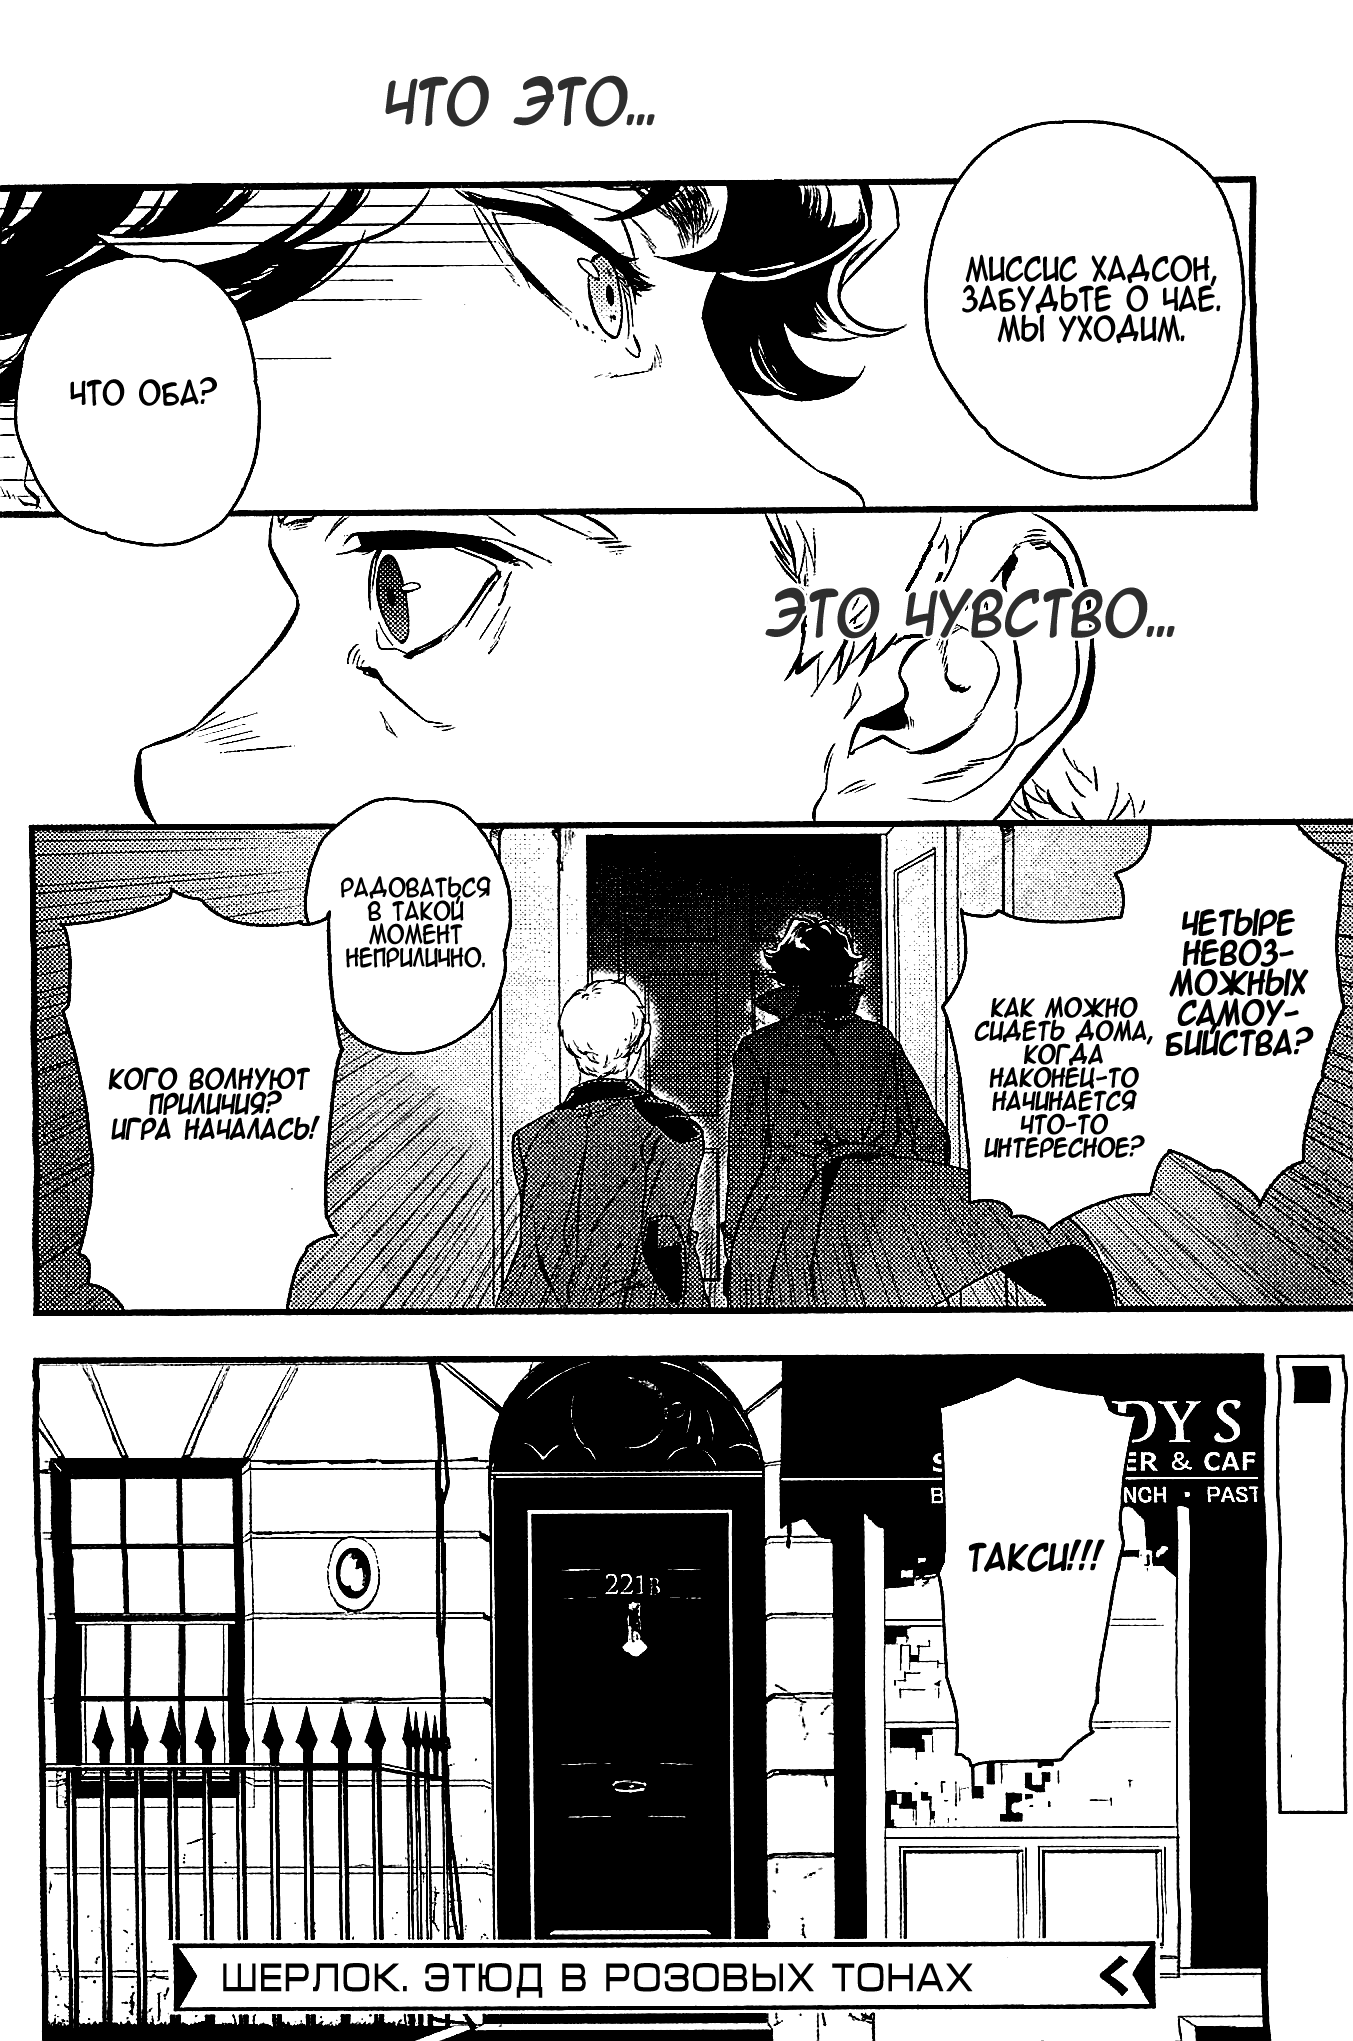 ЧТО ЭТО...
МИССИС ХАДСОН,
ЗАБУДЬТЕ О ЧАЕ.
МЫ УХОДИМ.
ЧТО ОБА?
ЭТО ЧУВСТВО...
ЧЕТЫРЕ
НЕВОЗ-
МОЖНЫХ
САМОУ-
БИЙСТВА?
КАК МОЖНО
СИДЕТЬ ДОМА,
КОГДА
НАКОНЕЦ-ТО
НАЧИНАЕТСЯ
ЧТО-ТО
ИНТЕРЕСНОЕ?
РАДОВАТЬСЯ
В ТАКОЙ
МОМЕНТ
НЕПРИЛИЧНО.
КОГО ВОЛНУЮТ
ПРИЛИЧИЯ?
ИГРА НАЧАЛАСЬ!
DYS
S ER & CAF
B NCH · PAST
ТАКСИ!!!
221B
ШЕРЛОК. ЭТЮД В РОЗОВЫХ ТОНАХ